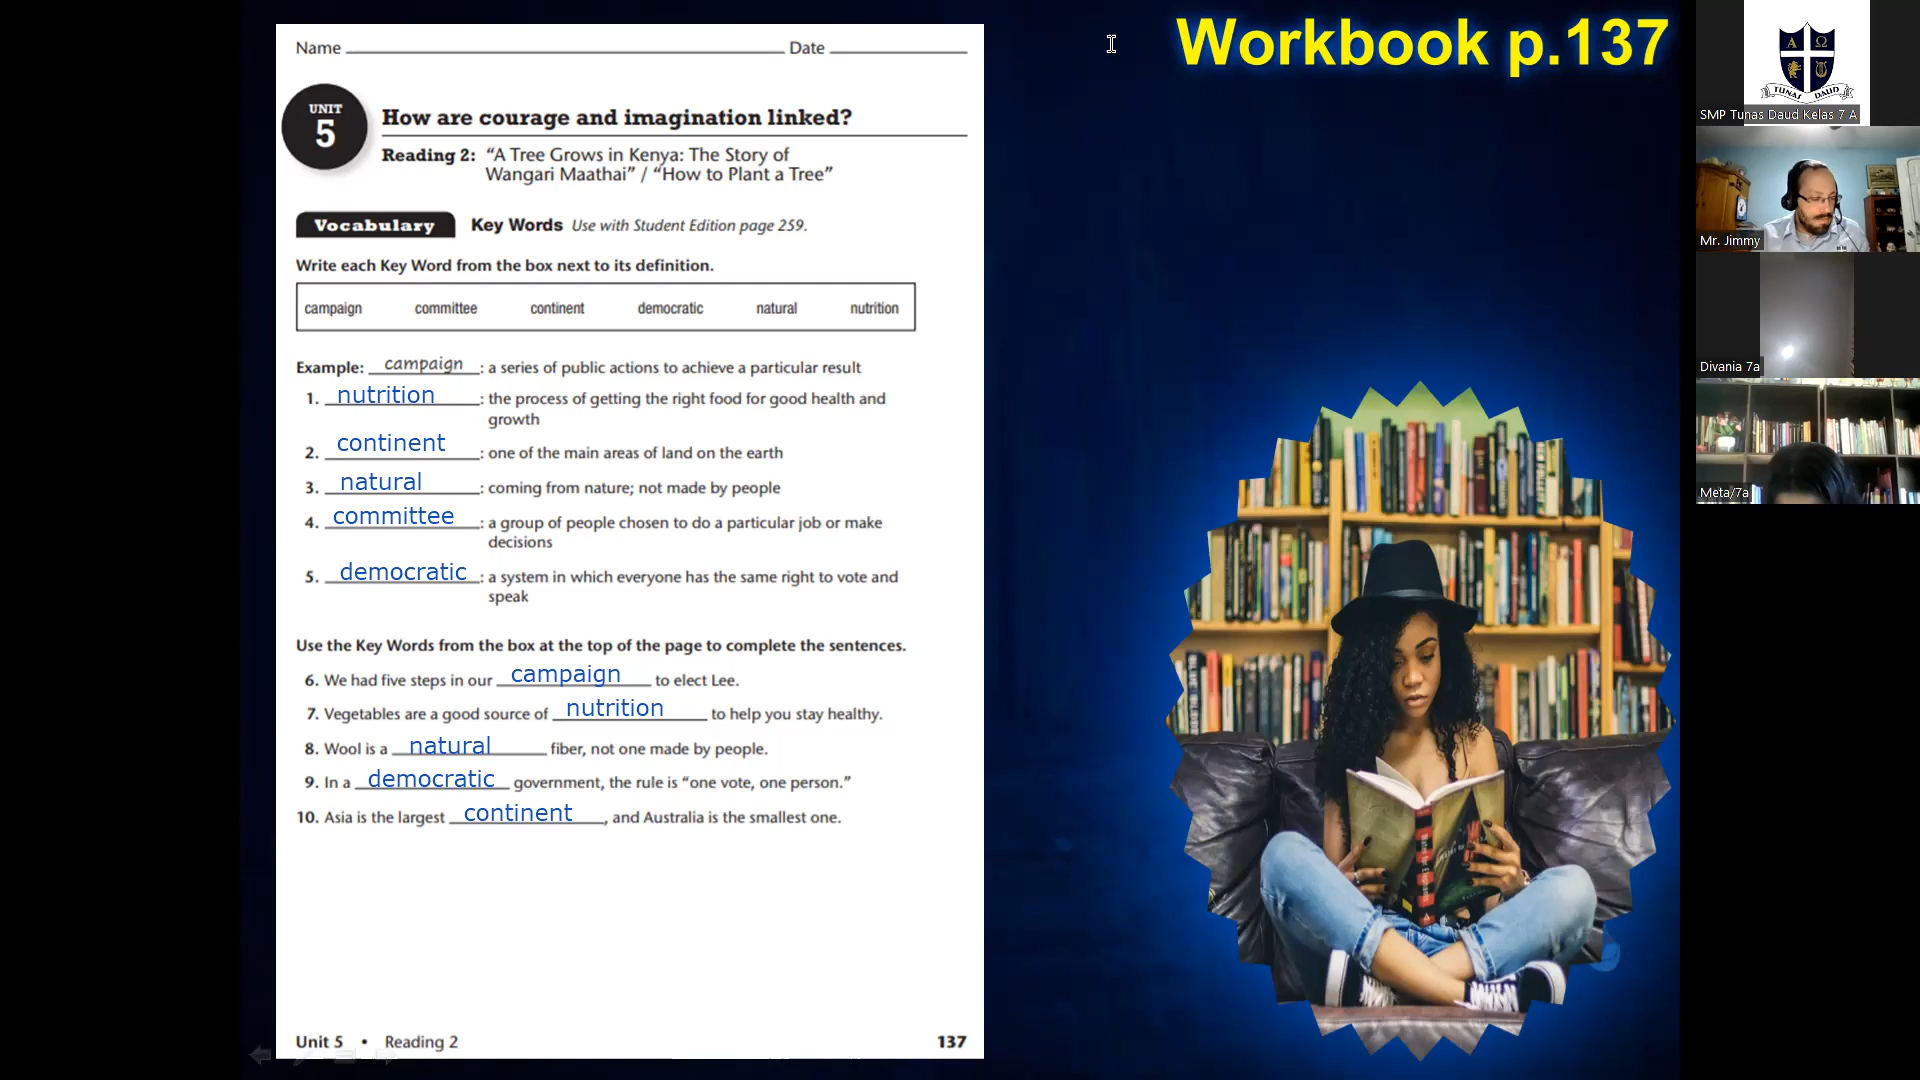 Workbook p.137
Name Date
UNIT
5
How are courage and imagination linked?
Reading 2: “A Tree Grows in Kenya: The Story of
Wangari Maathai” / “How to Plant a Tree”
Vocabulary Key Words Use with Student Edition page 259.
Write each Key Word from the box next to its definition.
campaign committee continent democratic natural nutrition
Example: campaign : a series of public actions to achieve a particular result
1. nutrition : the process of getting the right food for good health and
growth
2. continent : one of the main areas of land on the earth
3. natural : coming from nature; not made by people
4. committee : a group of people chosen to do a particular job or make
decisions
5. democratic : a system in which everyone has the same right to vote and
speak
Use the Key Words from the box at the top of the page to complete the sentences.
6. We had five steps in our campaign to elect Lee.
7. Vegetables are a good source of nutrition to help you stay healthy.
8. Wool is a natural fiber, not one made by people.
9. In a democratic government, the rule is “one vote, one person.”
10. Asia is the largest continent, and Australia is the smallest one.
Unit 5 • Reading 2 137
Α Ω
TUNAS DAUD
SMP Tunas Daud Kelas 7 A
Mr. Jimmy
Divania 7a
Meta/7a